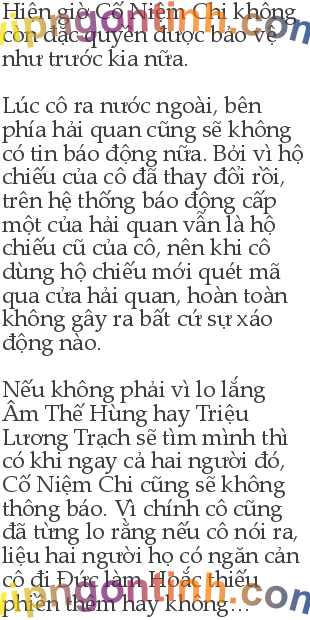 Hiện giờ Cố Niệm Chi không
còn đặc quyền được bảo vệ
như trước kia nữa.
Lúc cô ra nước ngoài, bên
phía hải quan cũng sẽ không
có tin báo động nữa. Bởi vì hộ
chiếu của cô đã thay đổi rồi,
trên hệ thống báo động cấp
một của hải quan vẫn là hộ
chiếu cũ của cô, nên khi cô
dùng hộ chiếu mới quét mã
qua cửa hải quan, hoàn toàn
không gây ra bất cứ sự xáo
động nào.
Nếu không phải vì lo lắng
Âm Thế Hùng hay Triệu
Lương Trạch sẽ tìm mình thì
có khi ngay cả hai người đó,
Cố Niệm Chi cũng sẽ không
thông báo. Vì chính cô cũng
đã từng lo rằng nếu cô nói ra,
liệu hai người họ có ngăn cản
cô đi Đức làm Hoắc thiếu
phiền thêm hay không...